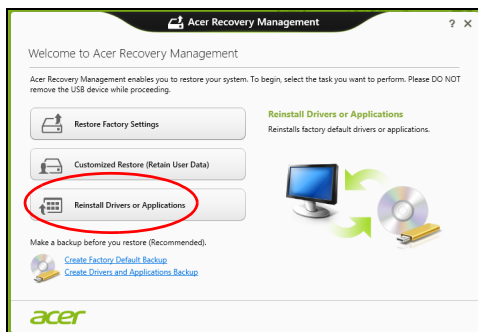 Acer Recovery Management
? ×
Welcome to Acer Recovery Management
Acer Recovery Management enables you to restore your system. To begin, select the task you want to perform. Please DO NOT
remove the USB device while proceeding.
Restore Factory Settings
Customized Restore (Retain User Data)
Reinstall Drivers or Applications
Reinstall Drivers or Applications
Reinstalls factory default drivers or applications.
Make a backup before you restore (Recommended).
Create Factory Default Backup
Create Drivers and Applications Backup
acer